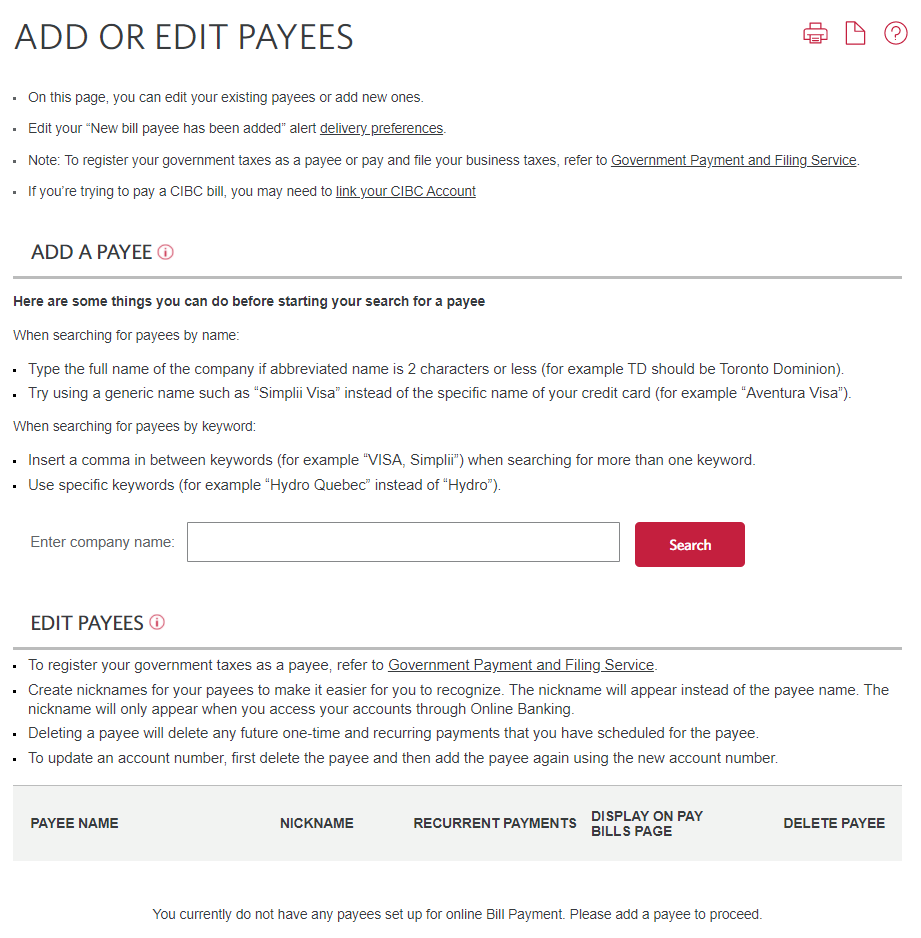 ADD OR EDIT PAYEES
On this page, you can edit your existing payees or add new ones.
Edit your “New bill payee has been added” alert delivery preferences.
Note: To register your government taxes as a payee or pay and file your business taxes, refer to Government Payment and Filing Service.
If you’re trying to pay a CIBC bill, you may need to link your CIBC Account
ADD A PAYEE
Here are some things you can do before starting your search for a payee
When searching for payees by name:
Type the full name of the company if abbreviated name is 2 characters or less (for example TD should be Toronto Dominion).
Try using a generic name such as “Simplii Visa” instead of the specific name of your credit card (for example “Aventura Visa”).
When searching for payees by keyword:
Insert a comma in between keywords (for example “VISA, Simplii”) when searching for more than one keyword.
Use specific keywords (for example “Hydro Quebec” instead of “Hydro”).
Enter company name:
Search
EDIT PAYEES
To register your government taxes as a payee, refer to Government Payment and Filing Service.
Create nicknames for your payees to make it easier for you to recognize. The nickname will appear instead of the payee name. The
nickname will only appear when you access your accounts through Online Banking.
Deleting a payee will delete any future one-time and recurring payments that you have scheduled for the payee.
To update an account number, first delete the payee and then add the payee again using the new account number.
PAYEE NAME NICKNAME RECURRENT PAYMENTS DISPLAY ON PAY
BILLS PAGE DELETE PAYEE
You currently do not have any payees set up for online Bill Payment. Please add a payee to proceed.